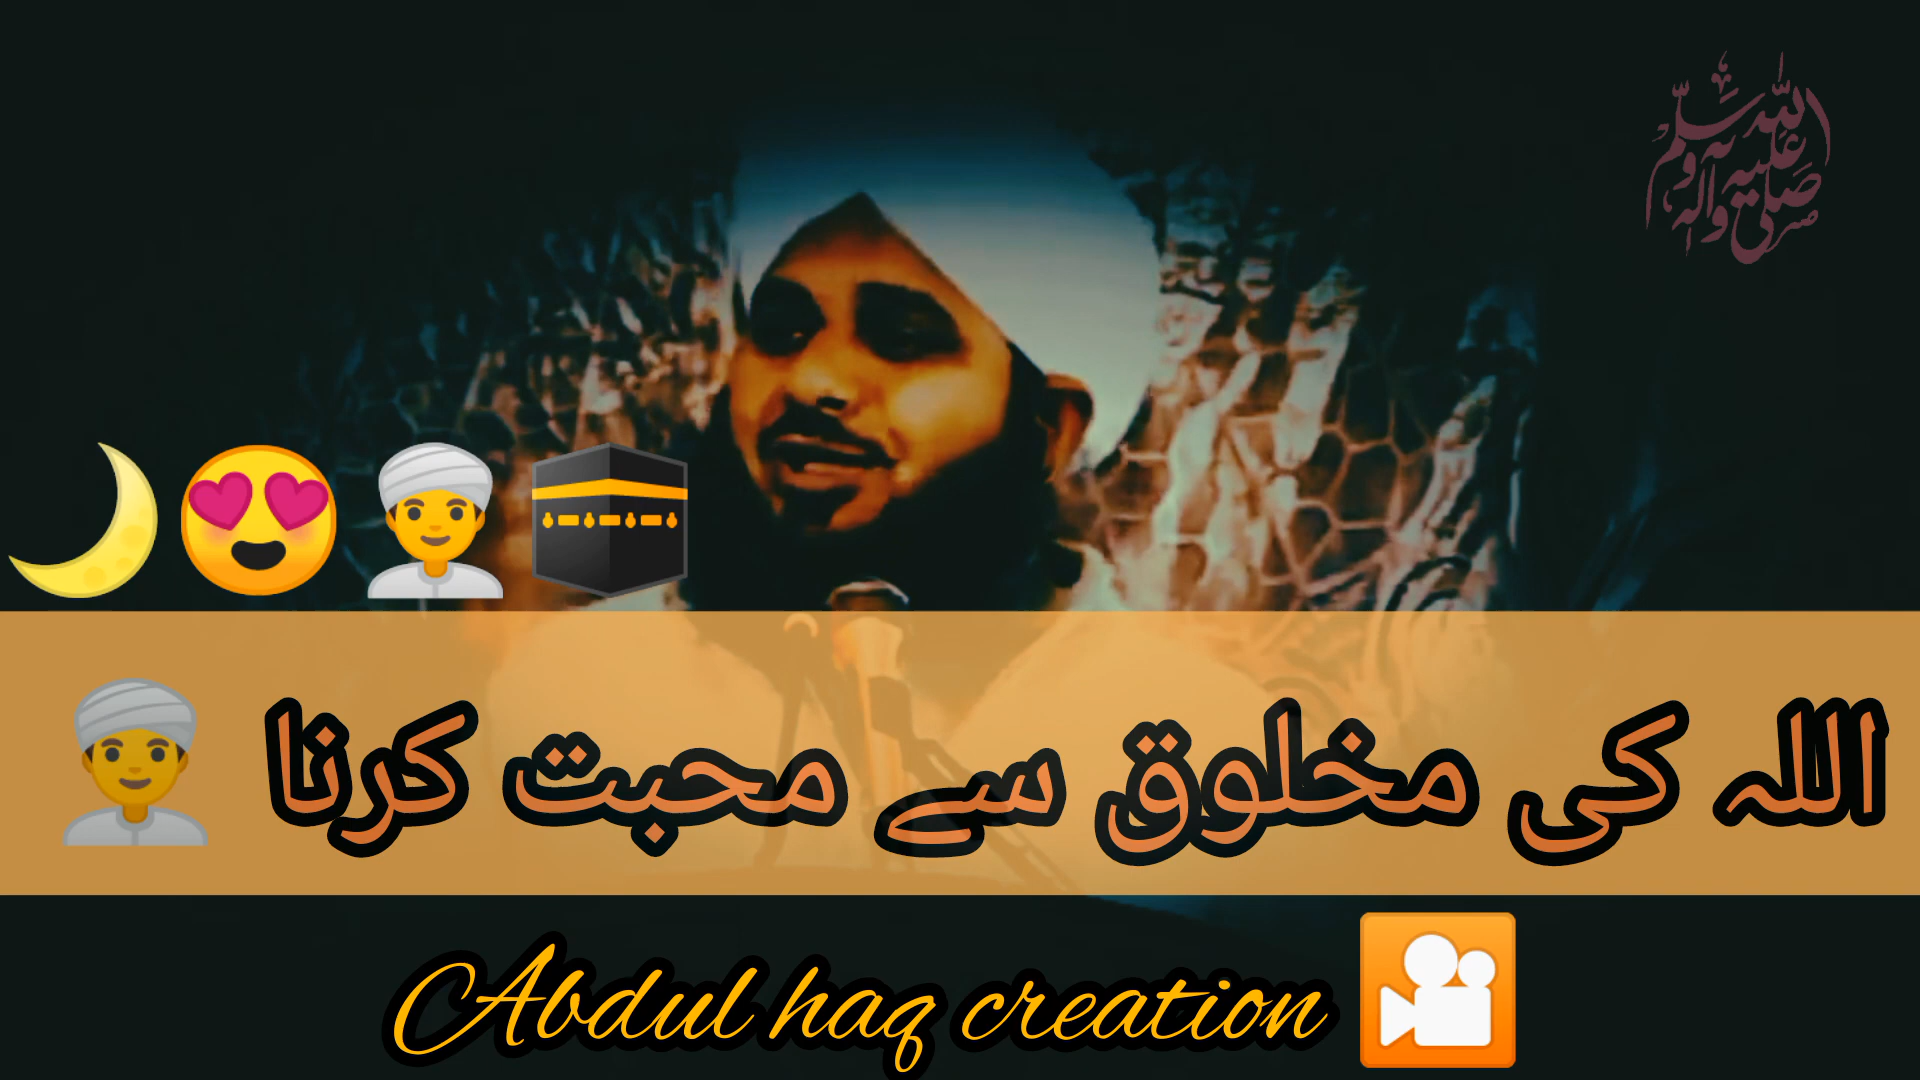 صلی اللہ علیہ وآلہ وسلم
اللہ کی مخلوق سے محبت کرنا
Abdul haq creation